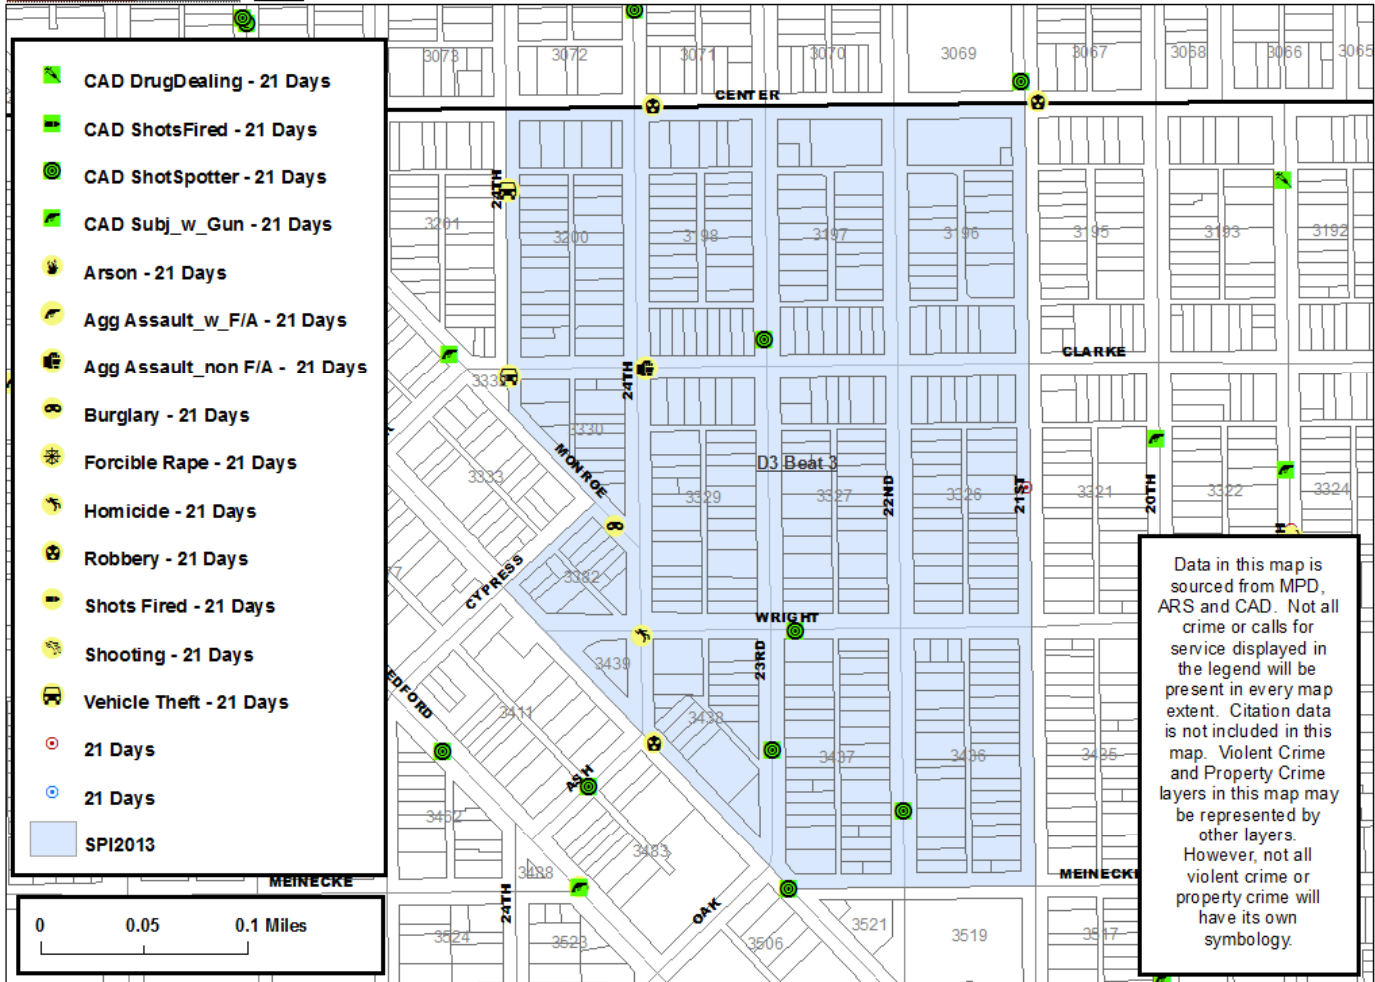 3073
3072
3071
3070
3069
3067
3068
3066
3065
CENTER
CAD DrugDealing - 21 Days
CAD ShotsFired - 21 Days
CAD ShotSpotter - 21 Days
CAD Subj_w_Gun - 21 Days
Arson - 21 Days
Agg Assault_w_F/A - 21 Days
Agg Assault_non F/A - 21 Days
Burglary - 21 Days
Forcible Rape - 21 Days
Homicide - 21 Days
Robbery - 21 Days
Shots Fired - 21 Days
Shooting - 21 Days
Vehicle Theft - 21 Days
21 Days
21 Days
SPI2013
24TH
3201
3200
3198
3197
3196
3195
3193
3192
CLARKE
24TH
3330
MONROE
D3 Beat 3
3333
3329
3327
22ND
3326
21ST
3321
20TH
3322
3324
H
CYPRESS
3382
WRIGHT
23RD
3439
EDFORD
3411
3438
3437
3436
3435
ASH
3462
3483
3488
MEINECKE
MEINECKE
24TH
OAK
3524
3523
3506
3521
3519
3517
0 0.05 0.1 Miles
Data in this map is
sourced from MPD,
ARS and CAD. Not all
crime or calls for
service displayed in
the legend will be
present in every map
extent. Citation data
is not included in this
map. Violent Crime
and Property Crime
layers in this map may
be represented by
other layers.
However, not all
violent crime or
property crime will
have its own
symbology.